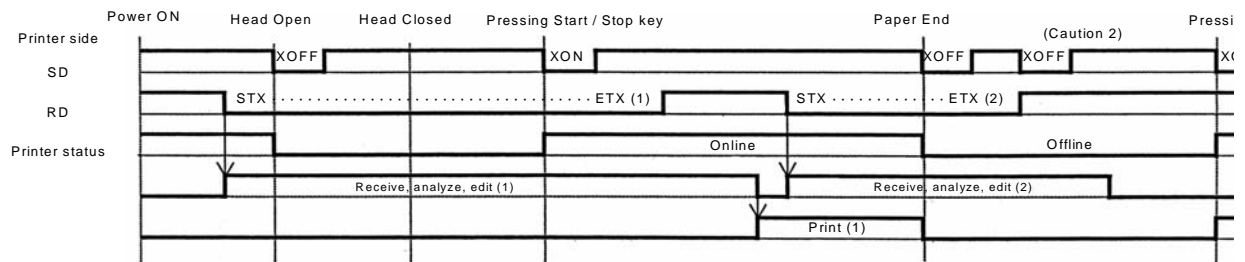 Power ON Head Open Head Closed Pressing Start / Stop key Paper End Pressi
(Caution 2)
Printer side
XOFF XON XOFF XOFF XO
SD
STX ETX (1) STX ETX (2)
RD
Printer status Online Offline
Receive, analyze, edit (1) Receive, analyze, edit (2)
Print (1)